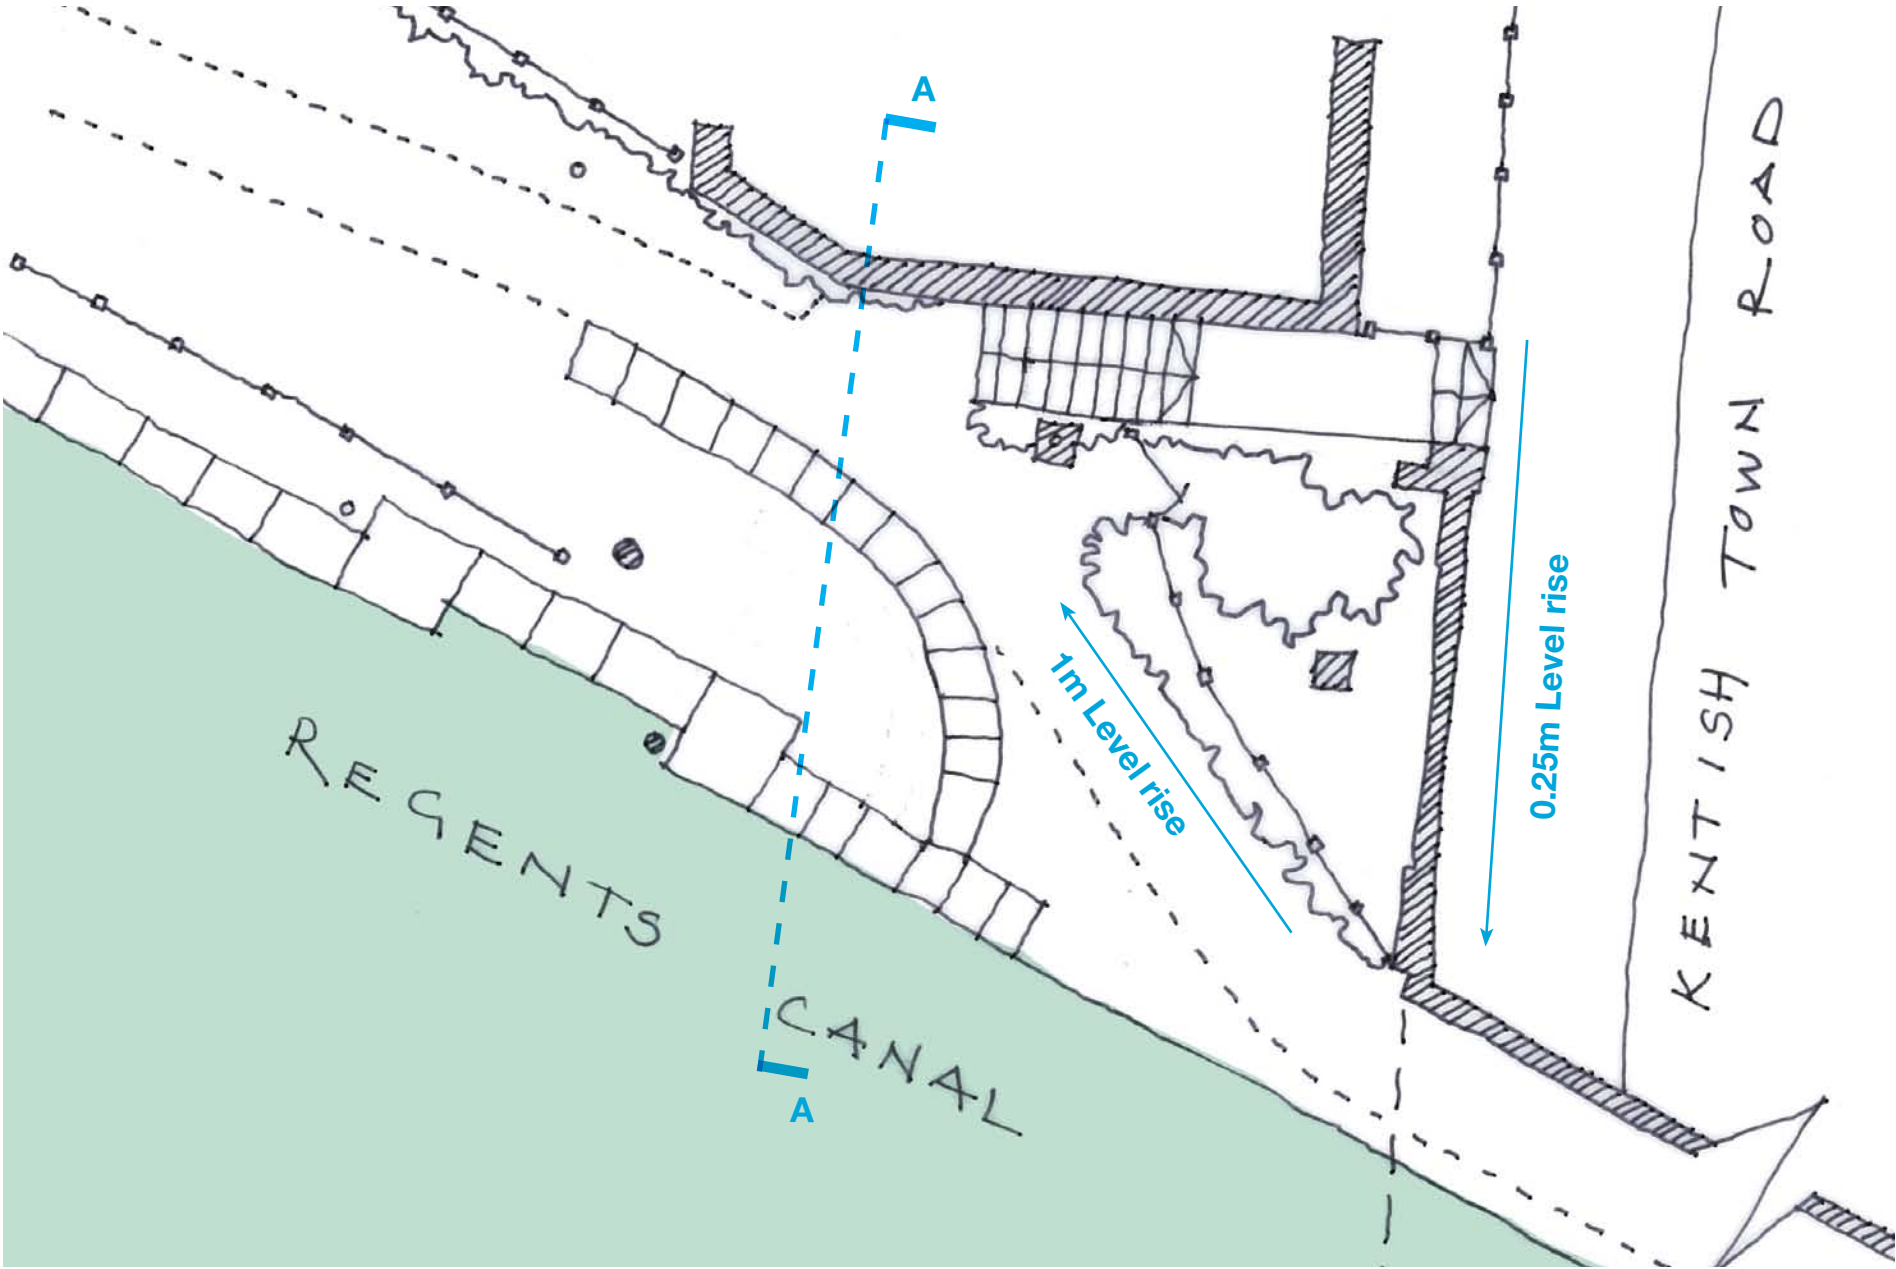 A
KENTISH TOWN ROAD
0.25m Level rise
1m Level rise
REGENTS
CANAL
A